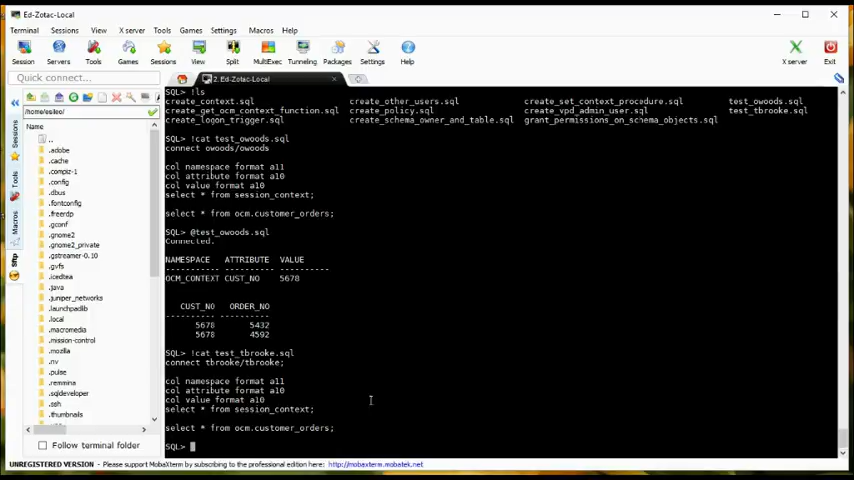 Ed-Zotac-Local
Terminal Sessions View X server Tools Games Settings Macros Help
Session Servers Tools Games Sessions View Split MultiExec Tunneling Packages Settings Help X server Exit
Quick connect...
2. Ed-Zotac-Local
Sessions
Tools
Macros
Sftp
Name
..
.adobe
.cache
.compiz-1
.config
.dbus
.fontconfig
.freerdp
.gconf
.gnome2
.gnome2_private
.gstreamer-0.10
.gvfs
.icedtea
.java
.juniper_networks
.launchpadlib
.local
.macromedia
.mission-control
.mozilla
.nv
.pulse
.remmina
.sqldeveloper
.ssh
.thumbnails
Follow terminal folder
SQL> !ls
create_context.sql create_other_users.sql create_set_context_procedure.sql test_owoods.sql
create_get_ocm_context_function.sql create_policy.sql create_vpd_admin_user.sql test_tbrooke.sql
create_logon_trigger.sql create_schema_owner_and_table.sql grant_permissions_on_schema_objects.sql
SQL> !cat test_owoods.sql
connect owoods/owoods
col namespace format a11
col attribute format a10
col value format a10
select * from session_context;
select * from ocm.customer_orders;
SQL> @test_owoods.sql
Connected.
NAMESPACE ATTRIBUTE VALUE
----------- ---------- ----------
OCM_CONTEXT CUST_NO 5678
CUST_NO ORDER_NO
---------- ----------
5678 5432
5678 4592
SQL> !cat test_tbrooke.sql
connect tbrooke/tbrooke;
col namespace format a11
col attribute format a10
col value format a10
select * from session_context;
select * from ocm.customer_orders;
SQL>
UNREGISTERED VERSION - Please support MobaXterm by subscribing to the professional edition here: http://mobaxterm.mobatek.net